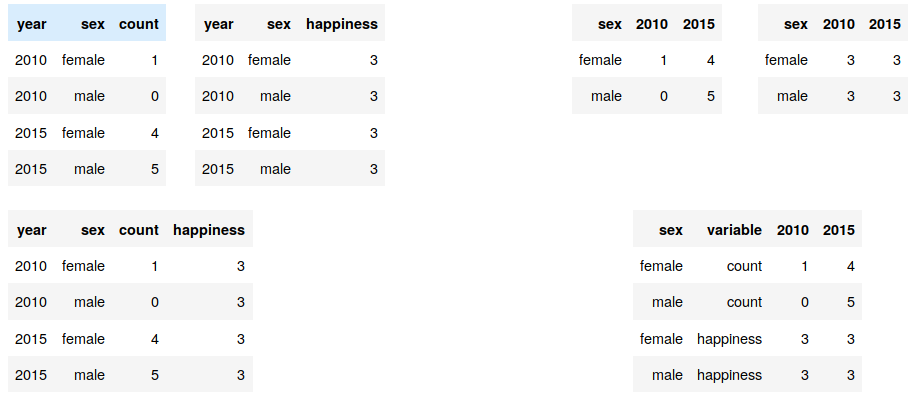 year sex count
2010 female 1
2010 male 0
2015 female 4
2015 male 5
year sex happiness
2010 female 3
2010 male 3
2015 female 3
2015 male 3
sex 2010 2015
female 1 4
male 0 5
sex 2010 2015
female 3 3
male 3 3
year sex count happiness
2010 female 1 3
2010 male 0 3
2015 female 4 3
2015 male 5 3
sex variable 2010 2015
female count 1 4
male count 0 5
female happiness 3 3
male happiness 3 3